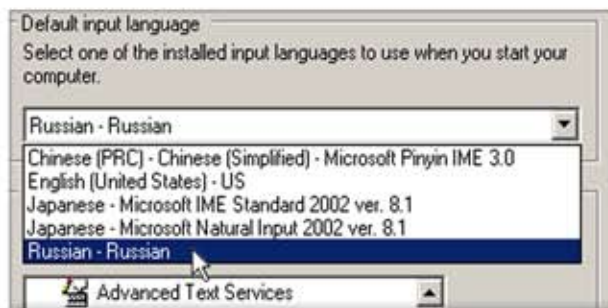 Default input language
Select one of the installed input languages to use when you start your
computer.
Russian - Russian
Chinese (PRC) - Chinese (Simplified) - Microsoft Pinyin IME 3.0
English (United States) - US
Japanese - Microsoft IME Standard 2002 ver. 8.1
Japanese - Microsoft Natural Input 2002 ver. 8.1
Russian - Russian
Advanced Text Services